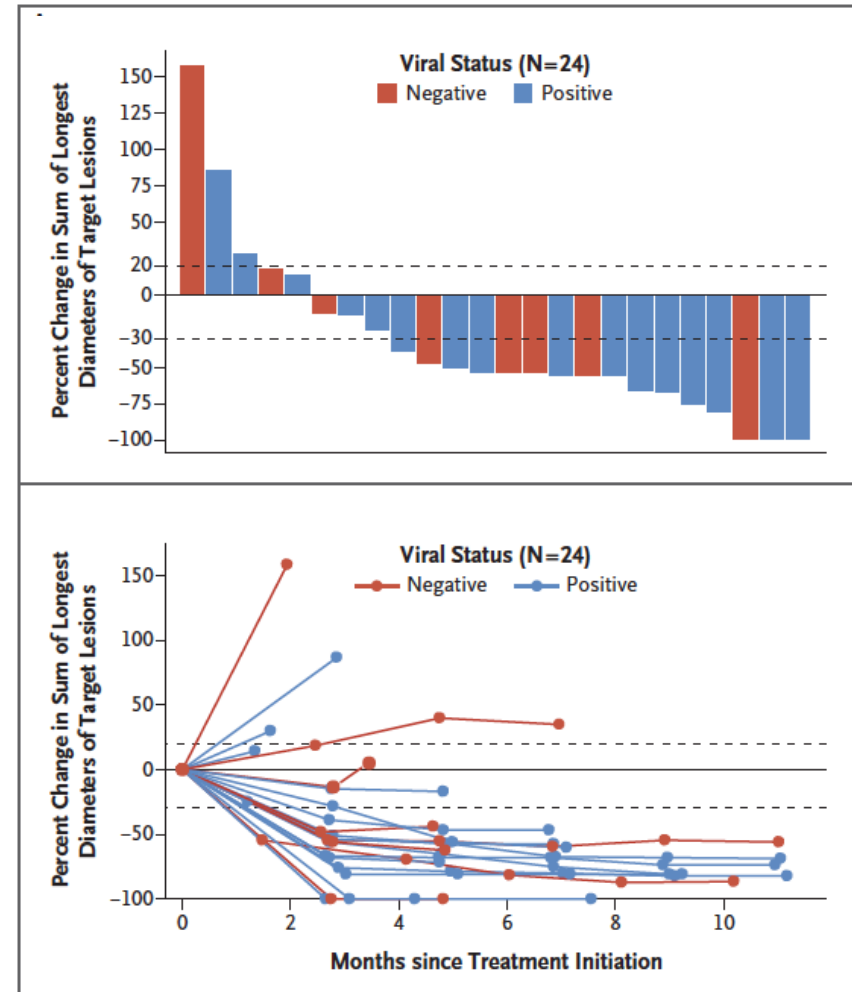 Viral Status (N=24)
Negative Positive
Percent Change in Sum of Longest
Diameters of Target Lesions
150
125
100
75
50
20
0
−30
−50
−75
−100
Viral Status (N=24)
Negative Positive
Percent Change in Sum of Longest
Diameters of Target Lesions
150
100
50
0
−50
−100
0 2 4 6 8 10
Months since Treatment Initiation